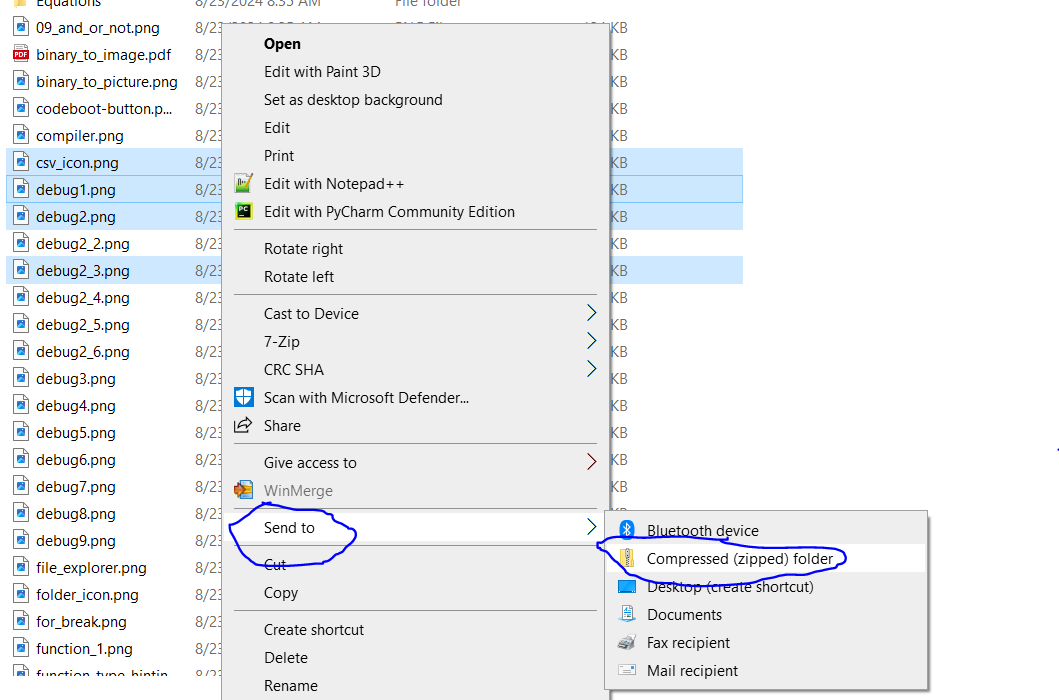 Equations
8/23/2024 8:35 AM
File folder
09_and_or_not.png
8/23
KB
binary_to_image.pdf
8/23
KB
binary_to_picture.png
8/23
KB
codeboot-button.p...
8/23
KB
compiler.png
8/23
KB
csv_icon.png
8/23
KB
debug1.png
8/23
KB
debug2.png
8/23
KB
debug2_2.png
8/23
KB
debug2_3.png
8/23
KB
debug2_4.png
8/23
KB
debug2_5.png
8/23
KB
debug2_6.png
8/23
KB
debug3.png
8/23
KB
debug4.png
8/23
KB
debug5.png
8/23
KB
debug6.png
8/23
KB
debug7.png
8/23
KB
debug8.png
8/23
debug9.png
8/23
file_explorer.png
8/23
folder_icon.png
8/23
for_break.png
8/23
function_1.png
8/23
function_type_hintin
8/23
Open
Edit with Paint 3D
Set as desktop background
Edit
Print
Edit with Notepad++
Edit with PyCharm Community Edition
Rotate right
Rotate left
Cast to Device
7-Zip
CRC SHA
Scan with Microsoft Defender...
Share
Give access to
WinMerge
Send to
Cut
Copy
Create shortcut
Delete
Rename
Bluetooth device
Compressed (zipped) folder
Desktop (create shortcut)
Documents
Fax recipient
Mail recipient